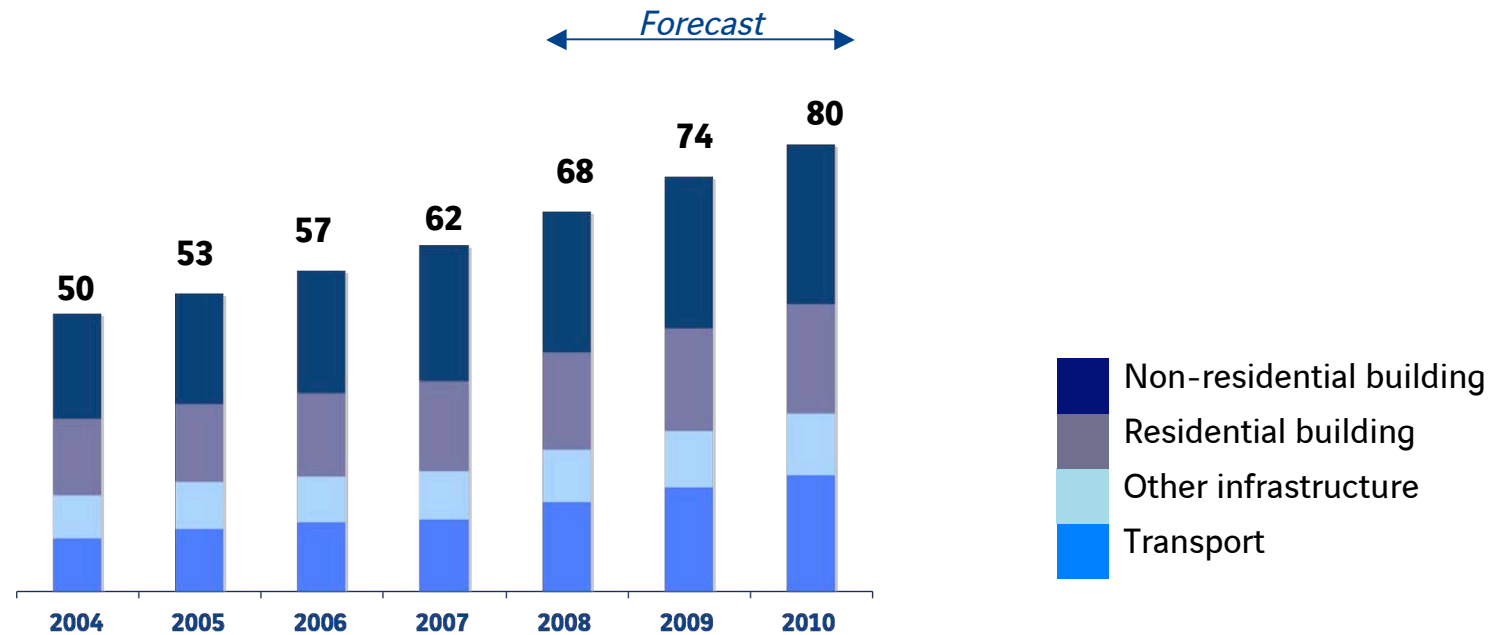 Forecast
50
53
57
62
68
74
80
2004
2005
2006
2007
2008
2009
2010
Non-residential building
Residential building
Other infrastructure
Transport